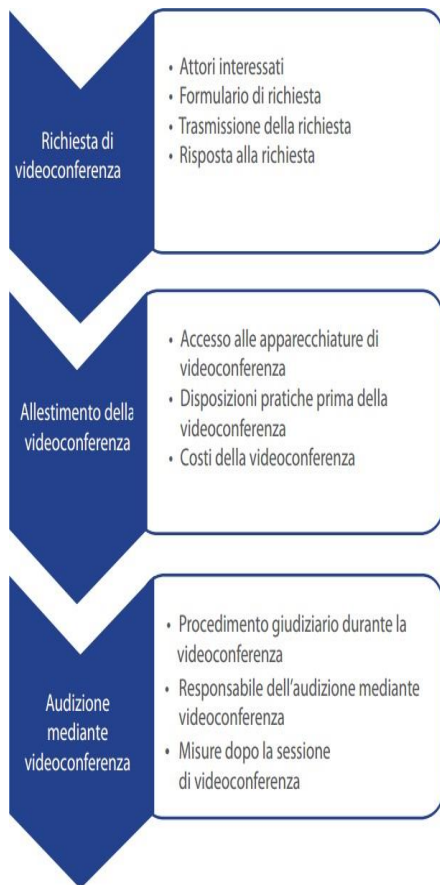 Richiesta di
videoconferenza
• Attori interessati
• Formulario di richiesta
• Trasmissione della richiesta
• Risposta alla richiesta
Allestimento della
videoconferenza
• Accesso alle apparecchiature di
videoconferenza
• Disposizioni pratiche prima della
videoconferenza
• Costi della videoconferenza
Audizione
mediante
videoconferenza
• Procedimento giudiziario durante la
videoconferenza
• Responsabile dell'audizione mediante
videoconferenza
• Misure dopo la sessione
di videoconferenza